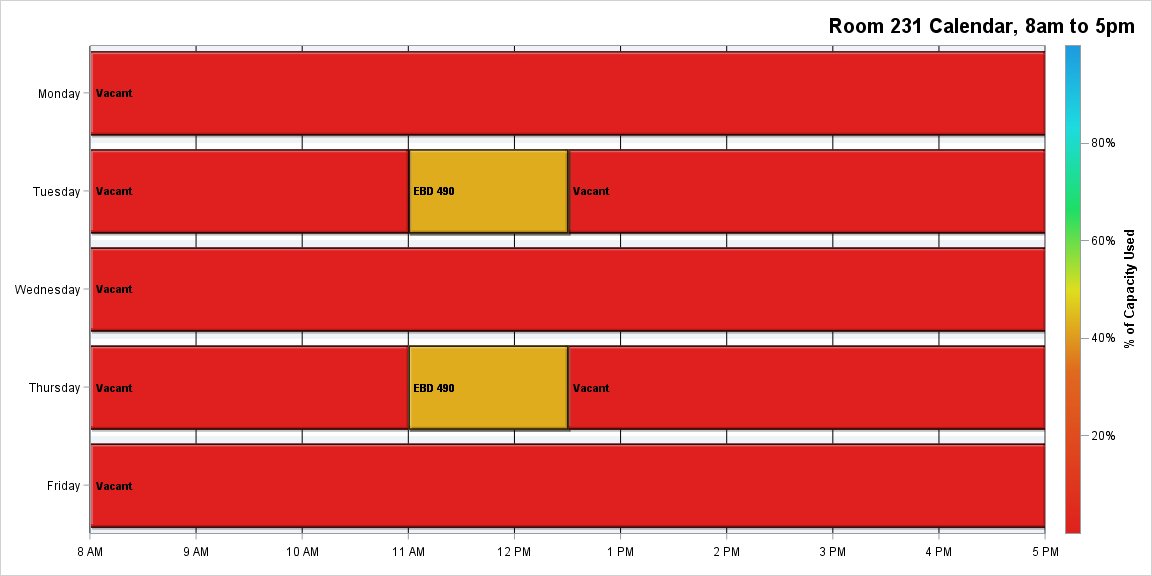 Room 231 Calendar, 8am to 5pm
Monday
Vacant
Tuesday
Vacant
EBD 490
Vacant
Wednesday
Vacant
Thursday
Vacant
EBD 490
Vacant
Friday
Vacant
8 AM
9 AM
10 AM
11 AM
12 PM
1 PM
2 PM
3 PM
4 PM
5 PM
80%
60%
40%
20%
% of Capacity Used